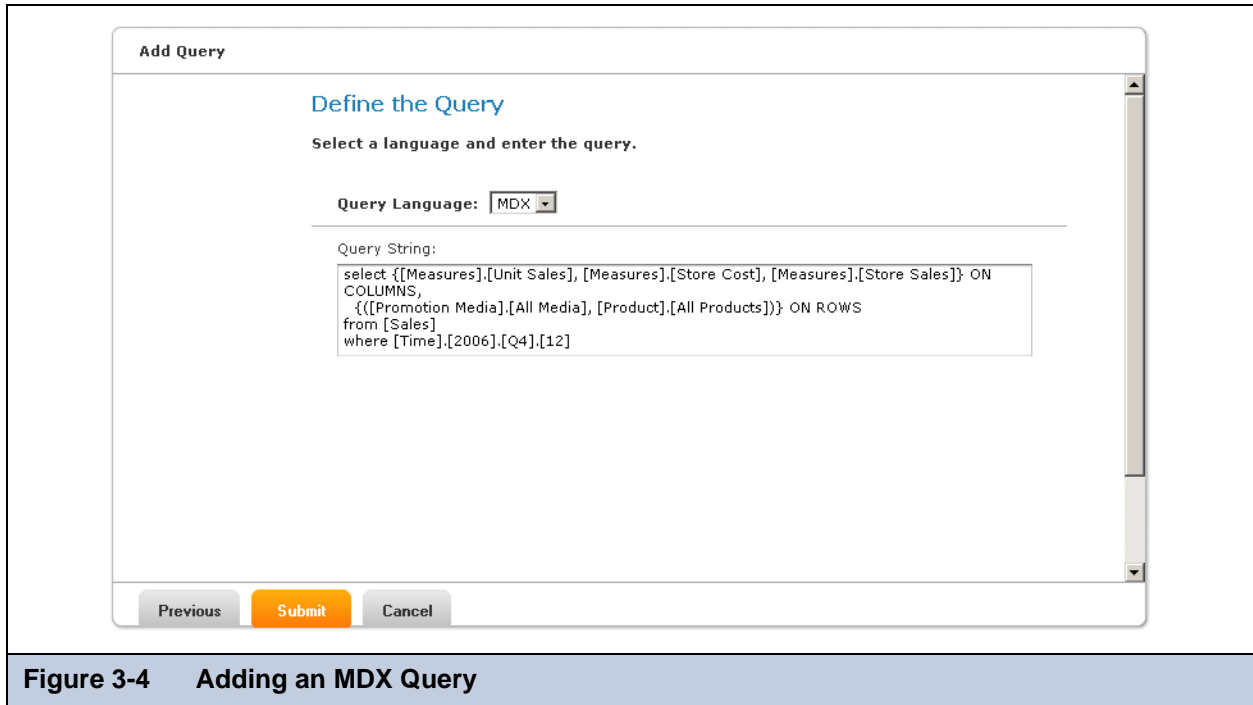 Add Query
Define the Query
Select a language and enter the query.
Query Language: MDX
Query String:
select {[Measures].[Unit Sales], [Measures].[Store Cost], [Measures].[Store Sales]} ON
COLUMNS,
{([Promotion Media].[All Media], [Product].[All Products])} ON ROWS
from [Sales]
where [Time].[2006].[Q4].[12]
Previous Submit Cancel
Figure 3-4 Adding an MDX Query